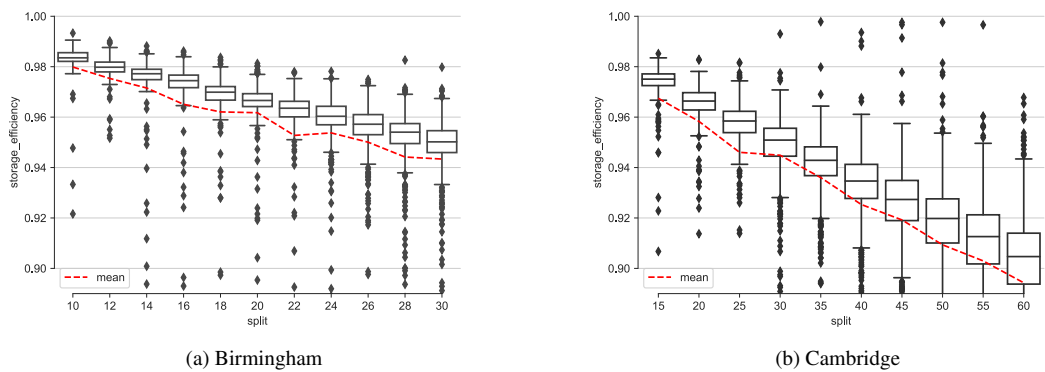 1.00
0.98
0.96
0.94
0.92
0.90
storage_efficiency
mean
10 12 14 16 18 20 22 24 26 28 30
split
(a) Birmingham
1.00
0.98
0.96
0.94
0.92
0.90
storage_efficiency
mean
15 20 25 30 35 40 45 50 55 60
split
(b) Cambridge